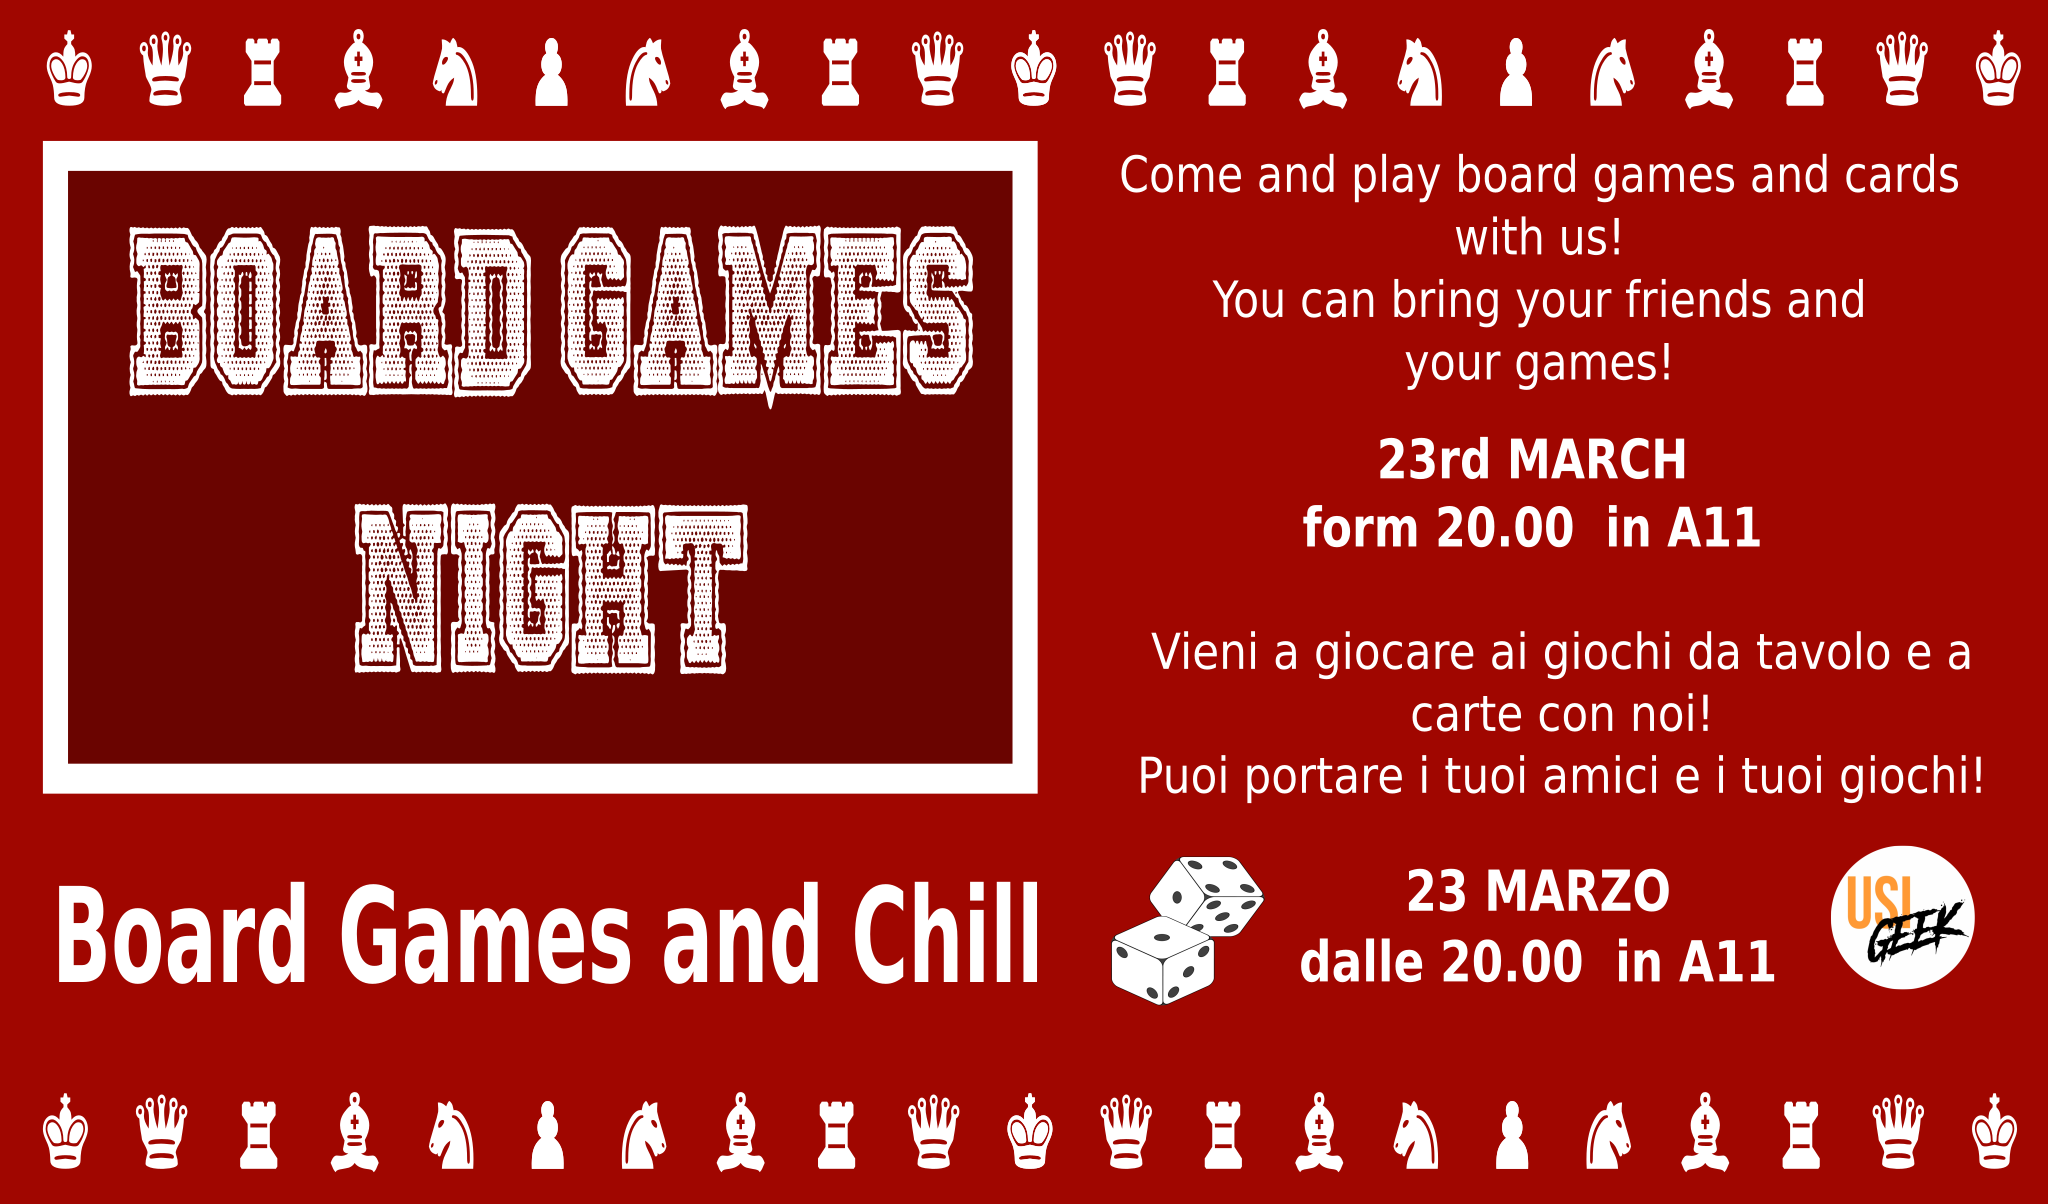 BOARD GAMES
NIGHT
Board Games and Chill
Come and play board games and cards
with us!
You can bring your friends and
your games!
23rd MARCH
form 20.00 in A11
Vieni a giocare ai giochi da tavolo e a
carte con noi!
Puoi portare i tuoi amici e i tuoi giochi!
23 MARZO
dalle 20.00 in A11
USI
GEEK